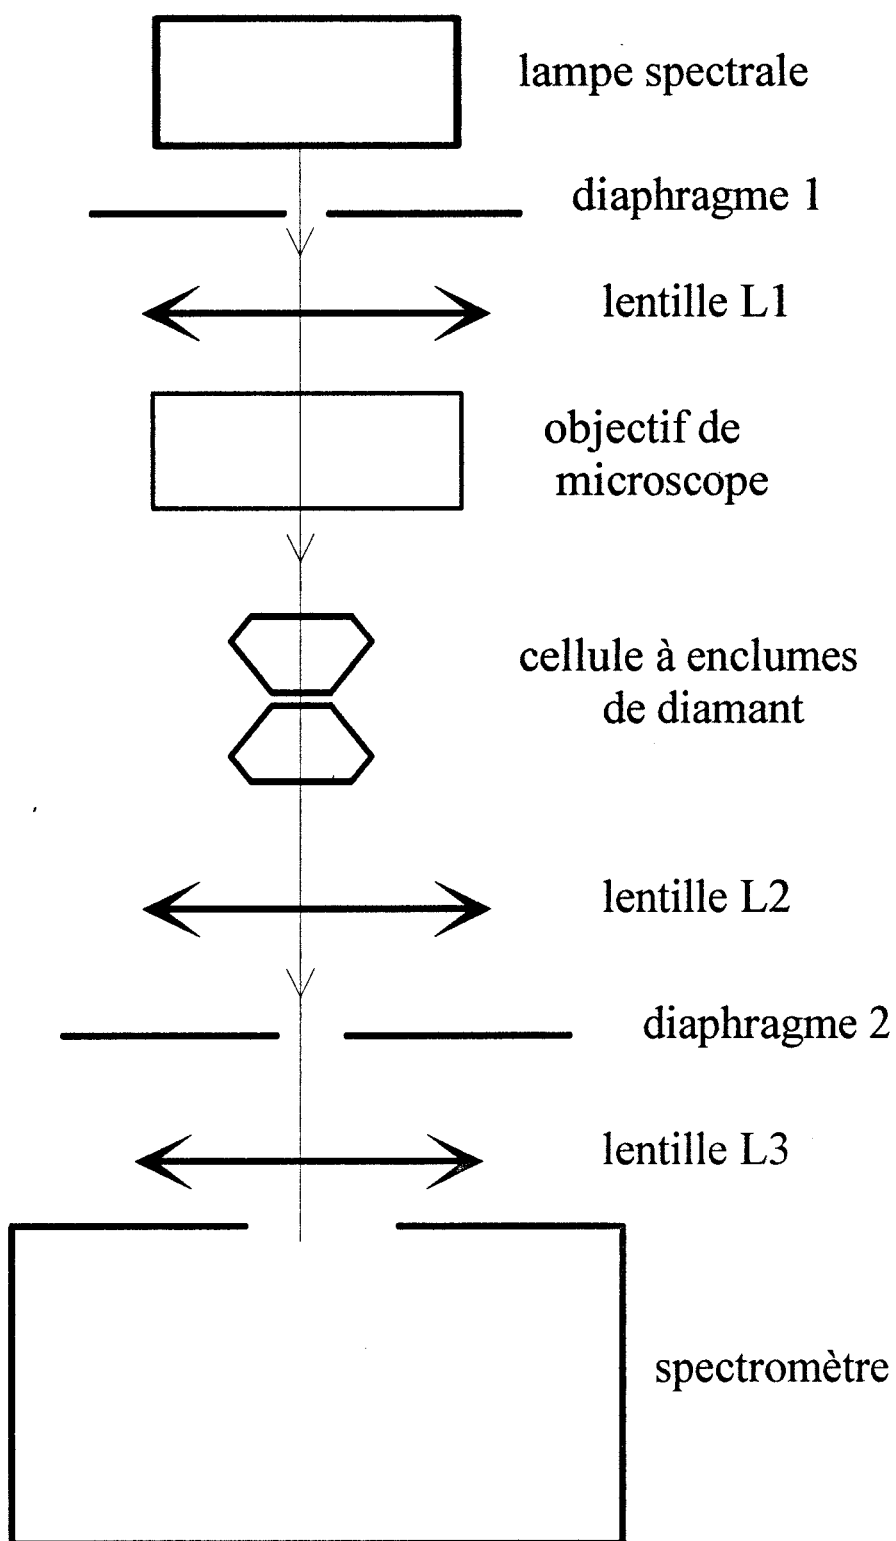 lampe spectrale
diaphragme 1
lentille L1
objectif de
microscope
cellule à enclumes
de diamant
lentille L2
diaphragme 2
lentille L3
spectromètre